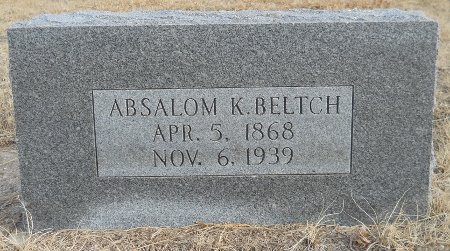 ABSALOM K. BELTCH
APR. 5, 1868
NOV. 6, 1939